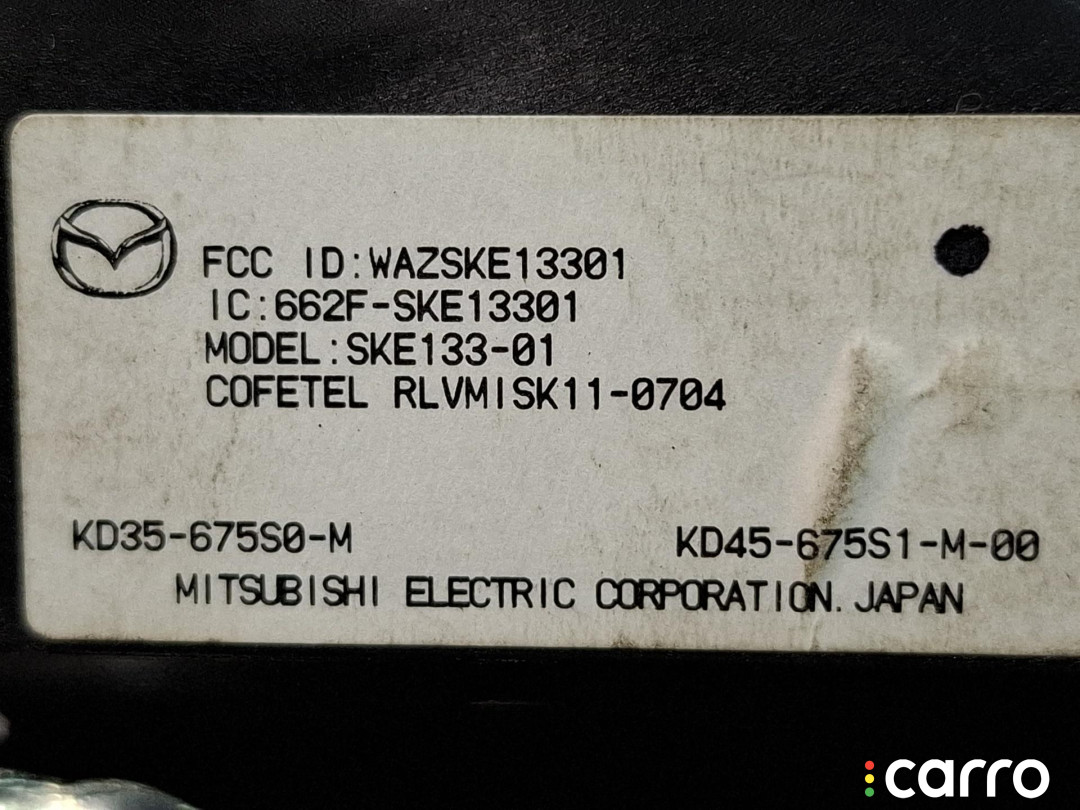 FCC ID:WAZSKE13301
IC:662F-SKE13301
MODEL:SKE133-01
COFETEL RLVMISK11-0704
KD35-675S0-M KD45-675S1-M-00
MITSUBISHI ELECTRIC CORPORATION. JAPAN
carro